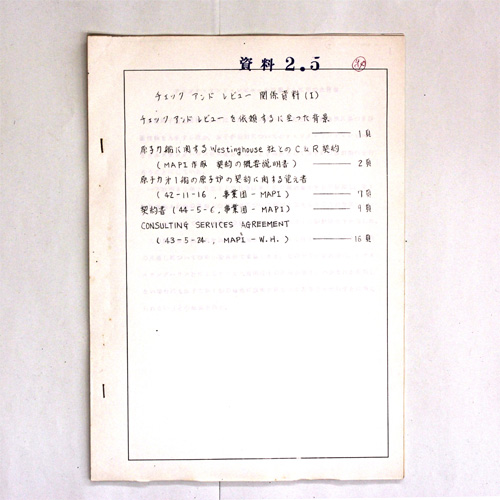 資料 2.5
チェック アンド レビュー 関係資料 (I)
チェック アンド レビュー を依頼するに至った背景
1頁
原子力船に関する Westinghouse 社との C&R 契約
(MAPI作成 契約の概要説明書) 2頁
原子力オ1船の原子炉の契約に関する覚え書
(42-11-16, 事業団-MAPI) 7頁
契約書 (44-5-6, 事業団-MAPI) 9頁
CONSULTING SERVICES AGREEMENT
(43-5-24, MAPI-W.H.) 16頁